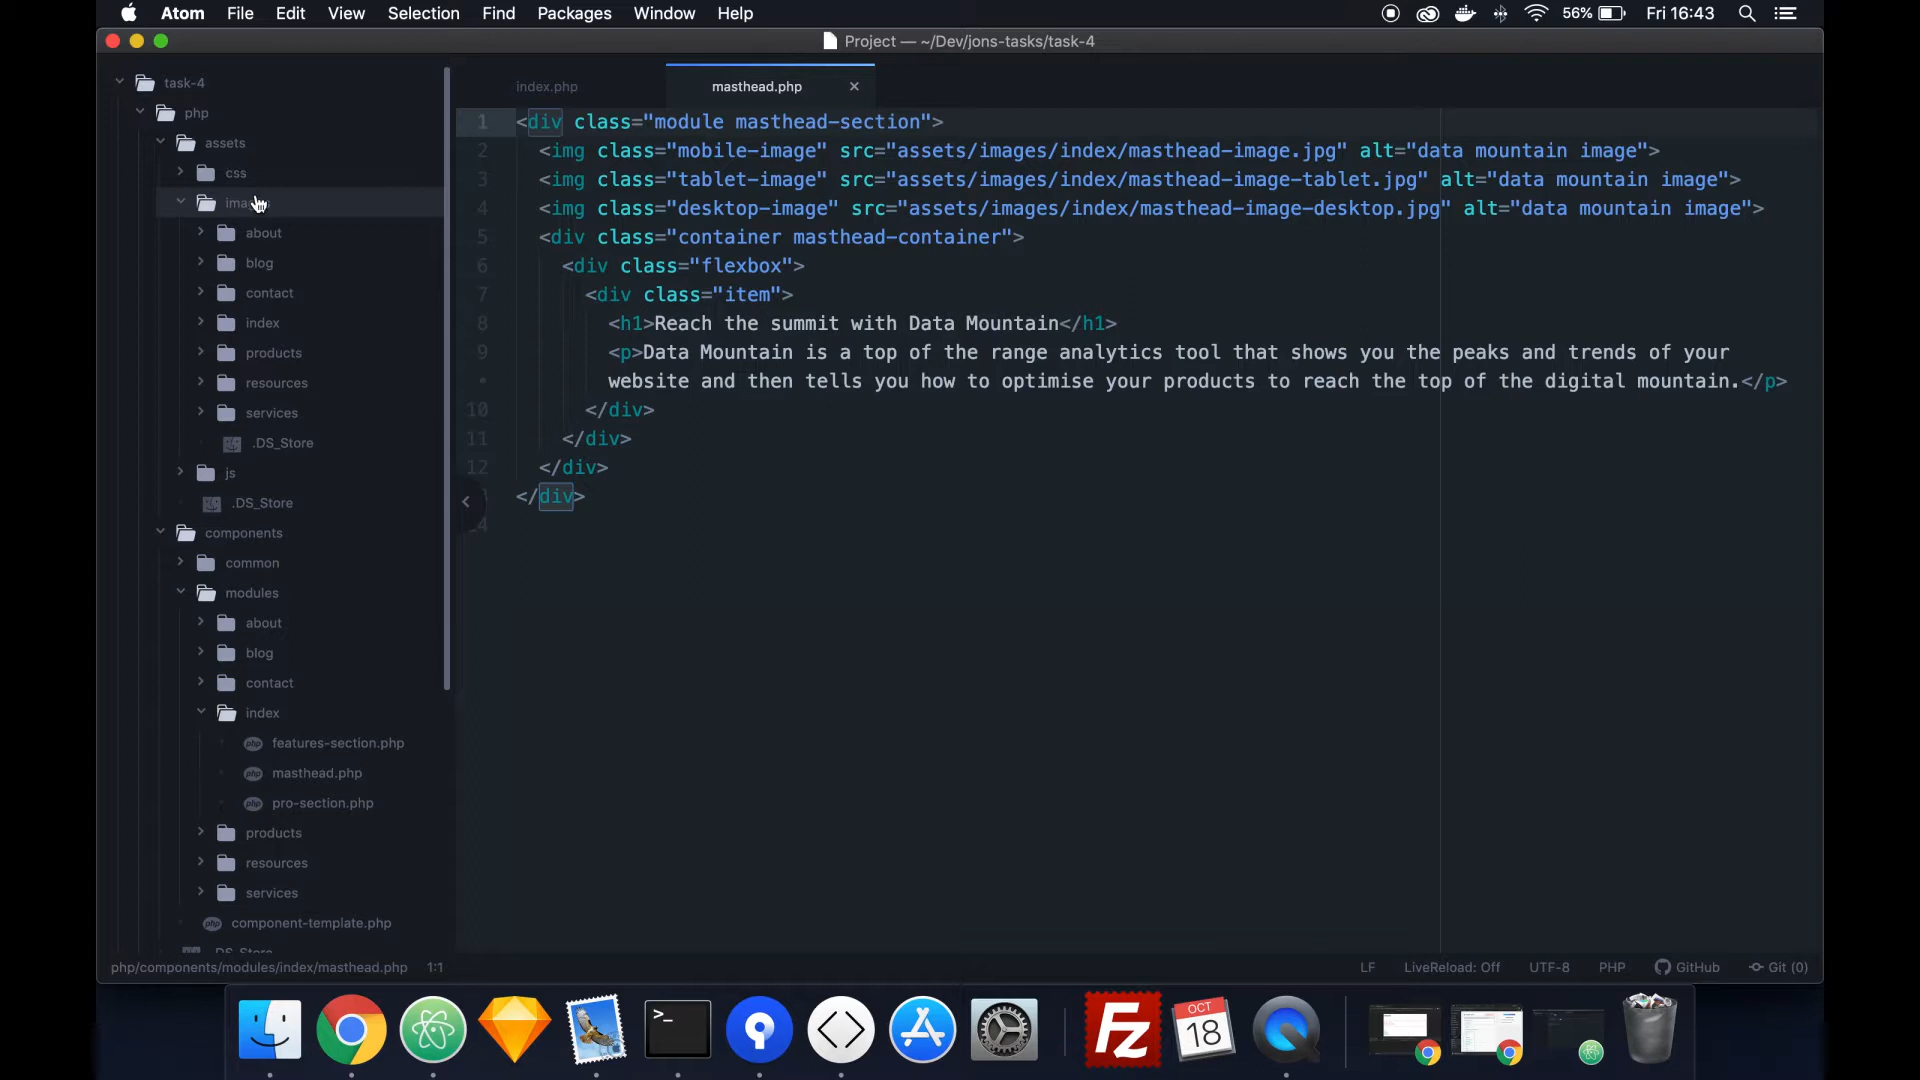 Atom File Edit View Selection Find Packages Window Help 56% Fri 16:43
Project — ~/Dev/jons-tasks/task-4
task-4
php
assets
css
about
blog
contact
index
products
resources
services
.DS_Store
js
.DS_Store
components
common
modules
about
blog
contact
index
features-section.php
masthead.php
pro-section.php
products
resources
services
component-template.php
.DS_Store
index.php masthead.php
1 <div class="module masthead-section">
2 <img class="mobile-image" src="assets/images/index/masthead-image.jpg" alt="data mountain image">
3 <img class="tablet-image" src="assets/images/index/masthead-image-tablet.jpg" alt="data mountain image">
4 <img class="desktop-image" src="assets/images/index/masthead-image-desktop.jpg" alt="data mountain image">
5 <div class="container masthead-container">
6 <div class="flexbox">
7 <div class="item">
8 <h1>Reach the summit with Data Mountain</h1>
9 <p>Data Mountain is a top of the range analytics tool that shows you the peaks and trends of your
• website and then tells you how to optimise your products to reach the top of the digital mountain.</p>
10 </div>
11 </div>
12 </div>
</div>
4
php/components/modules/index/masthead.php 1:1 LF LiveReload: Off UTF-8 PHP GitHub Git (0)
>_ Fz OCT
18